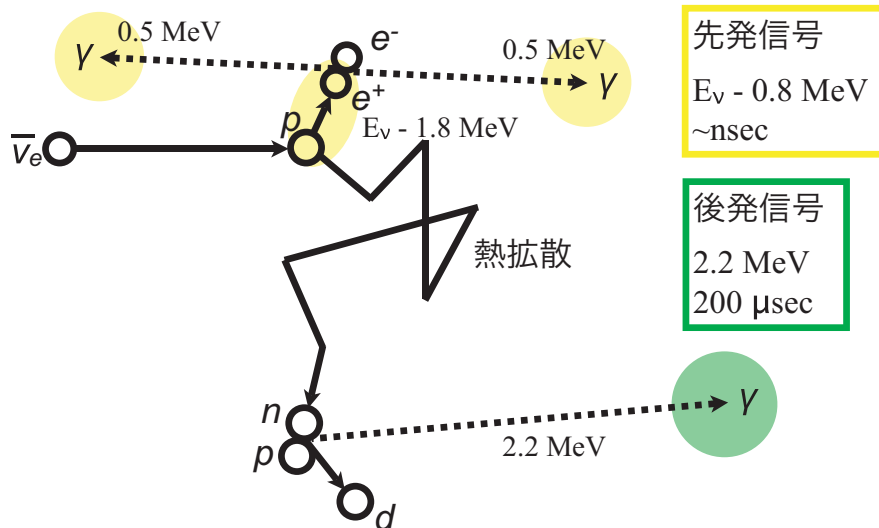 0.5 MeV
e-
0.5 MeV
γ
γ
e+
p
Eν - 1.8 MeV
ν̅e
先発信号
Eν - 0.8 MeV
~nsec
後発信号
2.2 MeV
200 μsec
熱拡散
γ
n
p
2.2 MeV
d